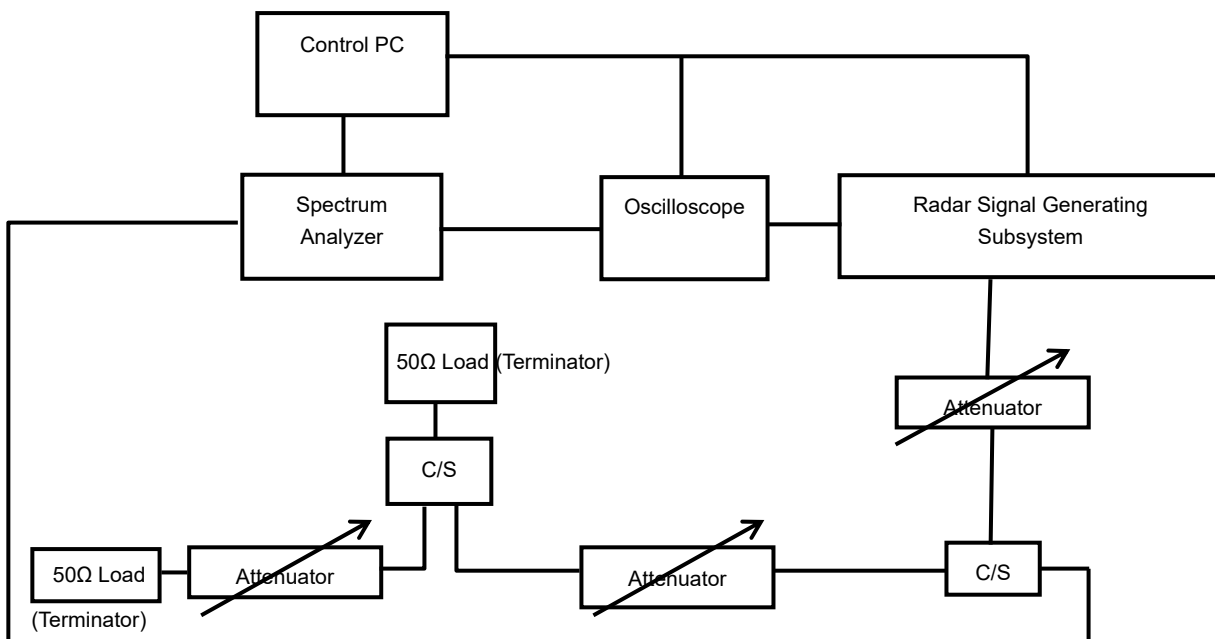 Control PC
Spectrum
Analyzer
Oscilloscope
Radar Signal Generating
Subsystem
50Ω Load (Terminator)
Attenuator
C/S
50Ω Load
(Terminator)
Attenuator
Attenuator
C/S